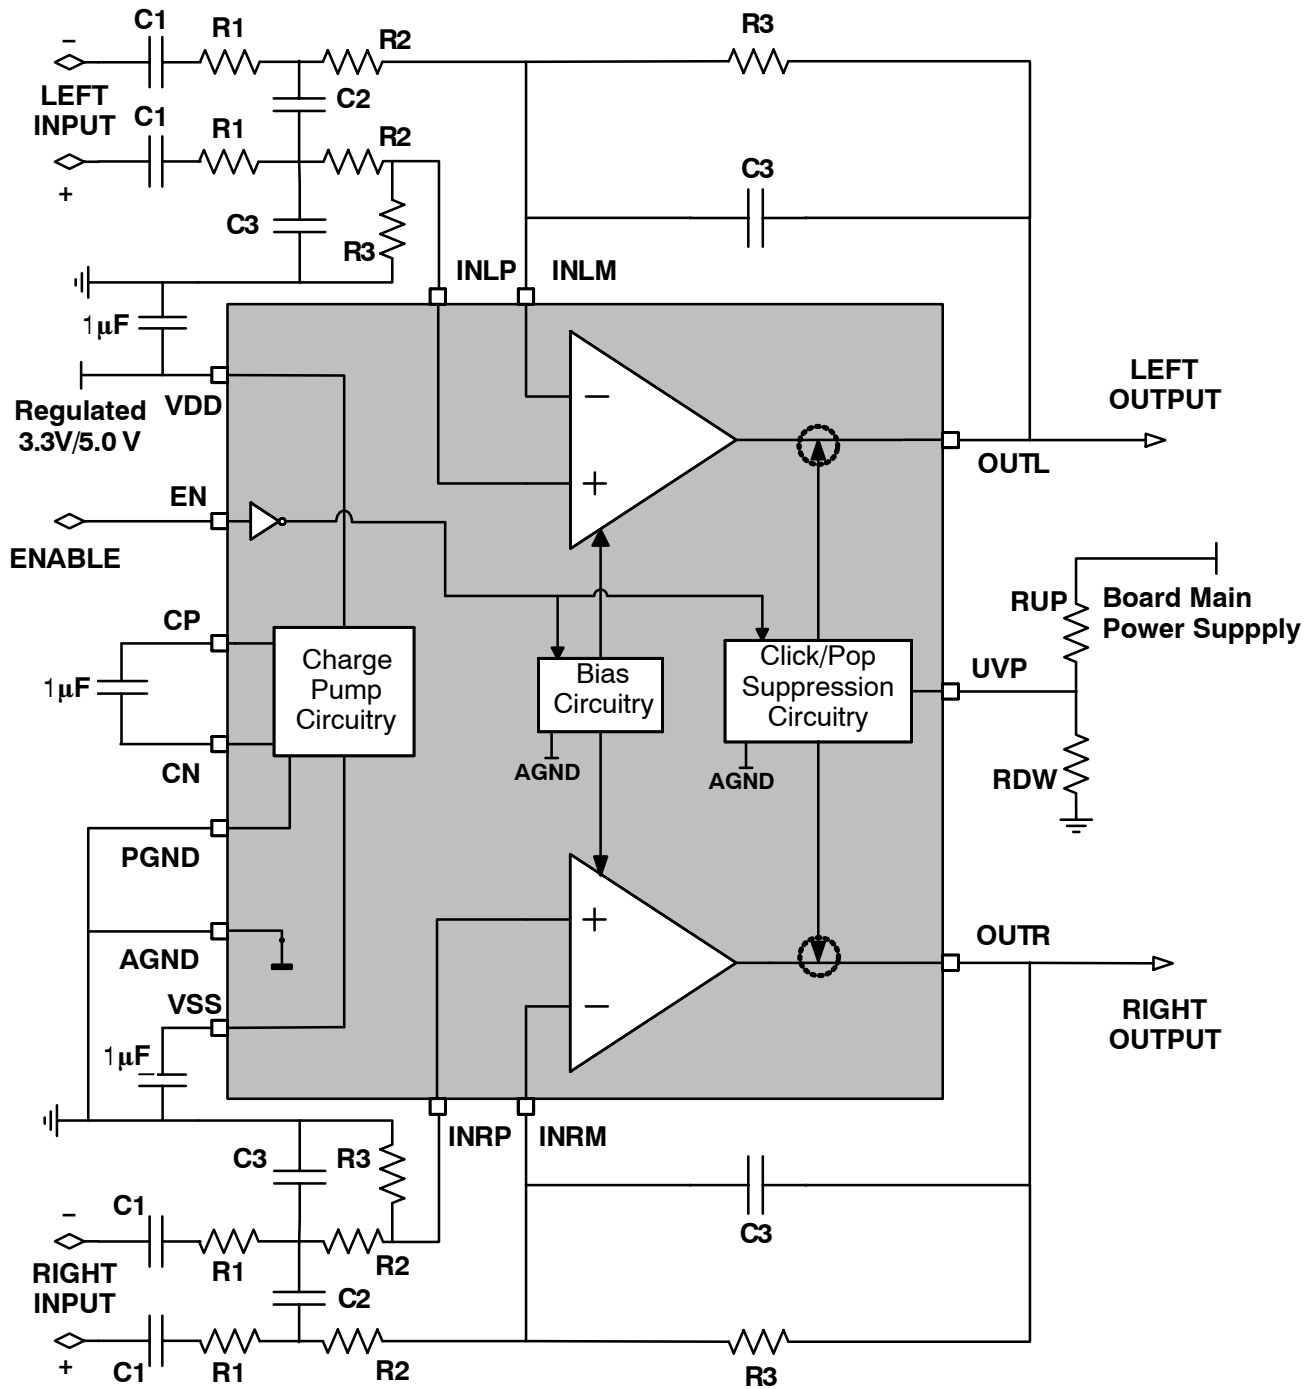 C1
R1
R2
R3
−
LEFT
INPUT
C2
C1
R1
R2
+
C3
R3
C3
INLP
INLM
1µF
VDD
Regulated
3.3V/5.0 V
−
+
LEFT
OUTPUT
OUTL
EN
ENABLE
RUP
Board Main
Power Suppply
CP
1µF
CN
Charge
Pump
Circuitry
Bias
Circuitry
AGND
Click/Pop
Suppression
Circuitry
AGND
UVP
RDW
PGND
AGND
VSS
1µF
+
−
OUTR
RIGHT
OUTPUT
INRP
INRM
C3
R3
C3
−
C1
R1
R2
RIGHT
INPUT
C2
+
C1
R1
R2
R3